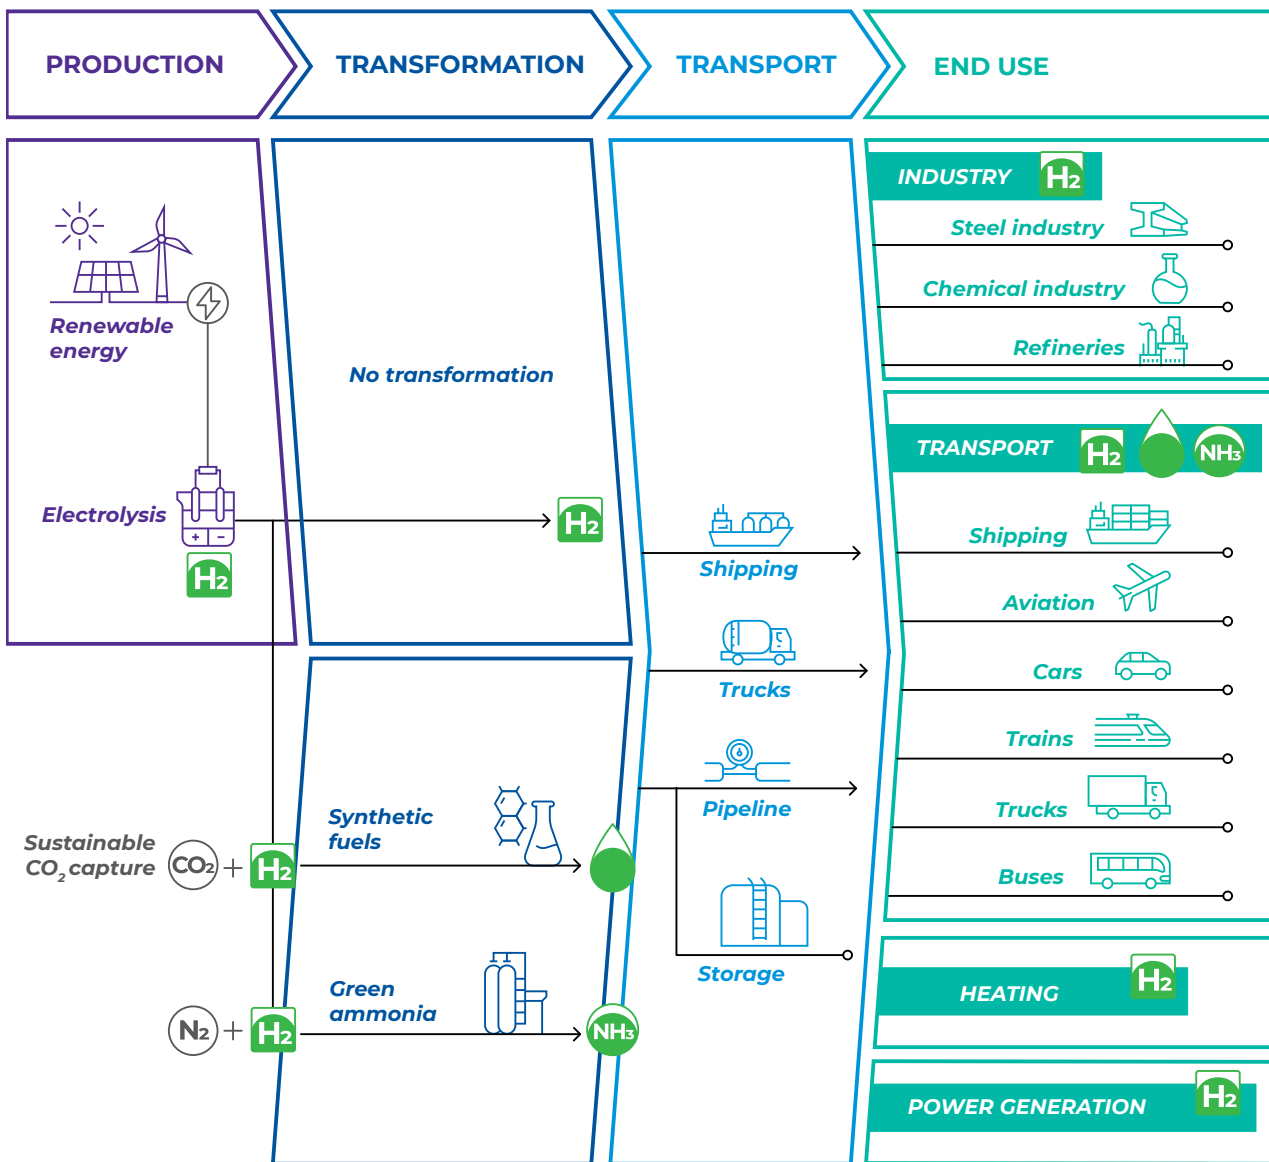 PRODUCTION
TRANSFORMATION
TRANSPORT
END USE
Renewable
energy
Electrolysis
+ −
H₂
No transformation
H₂
Sustainable
CO₂ capture
CO₂ + H₂
Synthetic
fuels
N₂ + H₂
Green
ammonia
NH₃
Shipping
Trucks
Pipeline
Storage
INDUSTRY H₂
Steel industry
Chemical industry
Refineries
TRANSPORT H₂ NH₃
Shipping
Aviation
Cars
Trains
Trucks
Buses
HEATING H₂
POWER GENERATION H₂